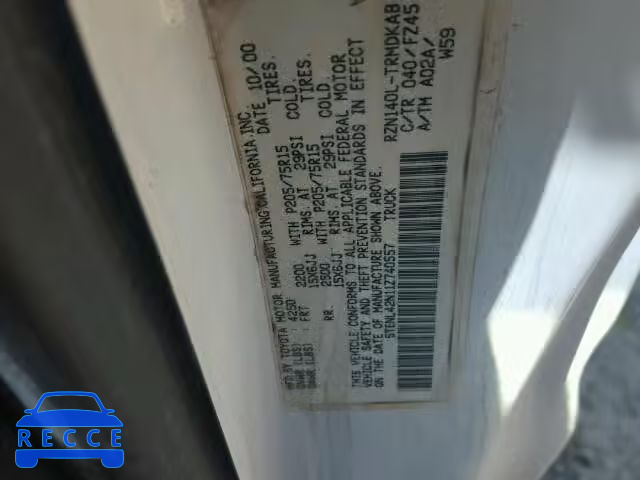 MFD BY TOYOTA MOTOR MANUFACTURING CALIFORNIA, INC.
GVWR (LBS) : 4250 DATE 10/00
GAWR (LBS) : FRT 2200 WITH P205/75R15 TIRES.
15X6JJ RIMS. AT 29PSI COLD.
RR. 2500 WITH P205/75R15 TIRES.
15X6JJ RIMS. AT 29PSI COLD.
THIS VEHICLE CONFORMS TO ALL APPLICABLE FEDERAL MOTOR
VEHICLE SAFETY AND THEFT PREVENTION STANDARDS IN EFFECT
ON THE DATE OF MANUFACTURE SHOWN ABOVE.
5TENL42N11Z740557 TRUCK
RZN140L-TRMDKAB
C/TR 040/FZ45
A/TM A02A/
W59
RECCE